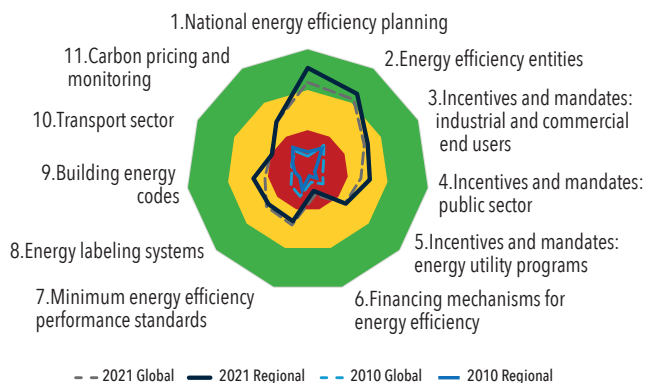 1.National energy efficiency planning
2.Energy efficiency entities
3.Incentives and mandates:
industrial and commercial
end users
4.Incentives and mandates:
public sector
5.Incentives and mandates:
energy utility programs
6.Financing mechanisms for
energy efficiency
7.Minimum energy efficiency
performance standards
8.Energy labeling systems
9.Building energy
codes
10.Transport sector
11.Carbon pricing and
monitoring
2021 Global 2021 Regional 2010 Global 2010 Regional